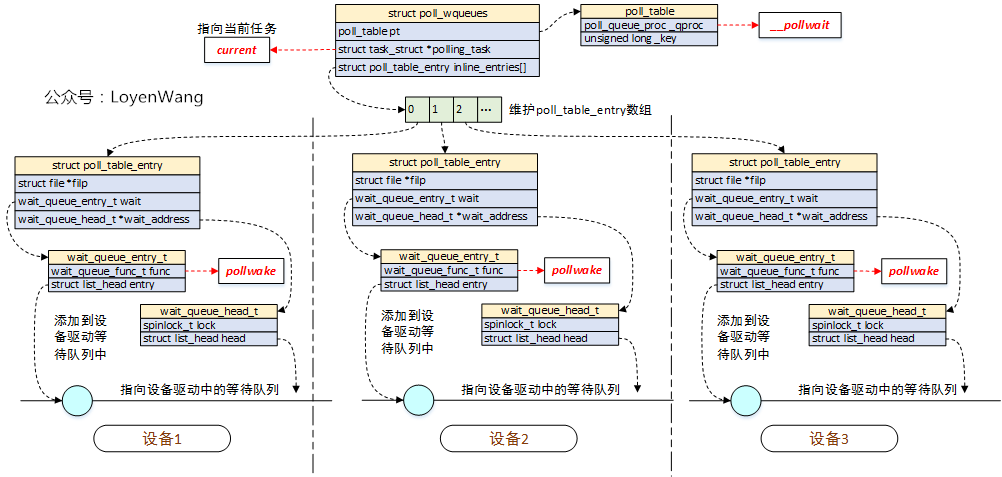 struct poll_wqueues
poll_table pt
struct task_struct *polling_task
struct poll_table_entry inline_entries[]
poll_table
poll_queue_proc _qproc
unsigned long _key
__pollwait
指向当前任务
current
公众号：LoyenWang
0 1 2 ...
维护poll_table_entry数组
struct poll_table_entry
struct file *filp
wait_queue_entry_t wait
wait_queue_head_t *wait_address
wait_queue_entry_t
wait_queue_func_t func
struct list_head entry
pollwake
wait_queue_head_t
spinlock_t lock
struct list_head head
添加到设
备驱动等
待队列中
指向设备驱动中的等待队列
设备1
struct poll_table_entry
struct file *filp
wait_queue_entry_t wait
wait_queue_head_t *wait_address
wait_queue_entry_t
wait_queue_func_t func
struct list_head entry
pollwake
wait_queue_head_t
spinlock_t lock
struct list_head head
添加到设
备驱动等
待队列中
指向设备驱动中的等待队列
设备2
struct poll_table_entry
struct file *filp
wait_queue_entry_t wait
wait_queue_head_t *wait_address
wait_queue_entry_t
wait_queue_func_t func
struct list_head entry
pollwake
wait_queue_head_t
spinlock_t lock
struct list_head head
添加到设
备驱动等
待队列中
指向设备驱动中的等待队列
设备3